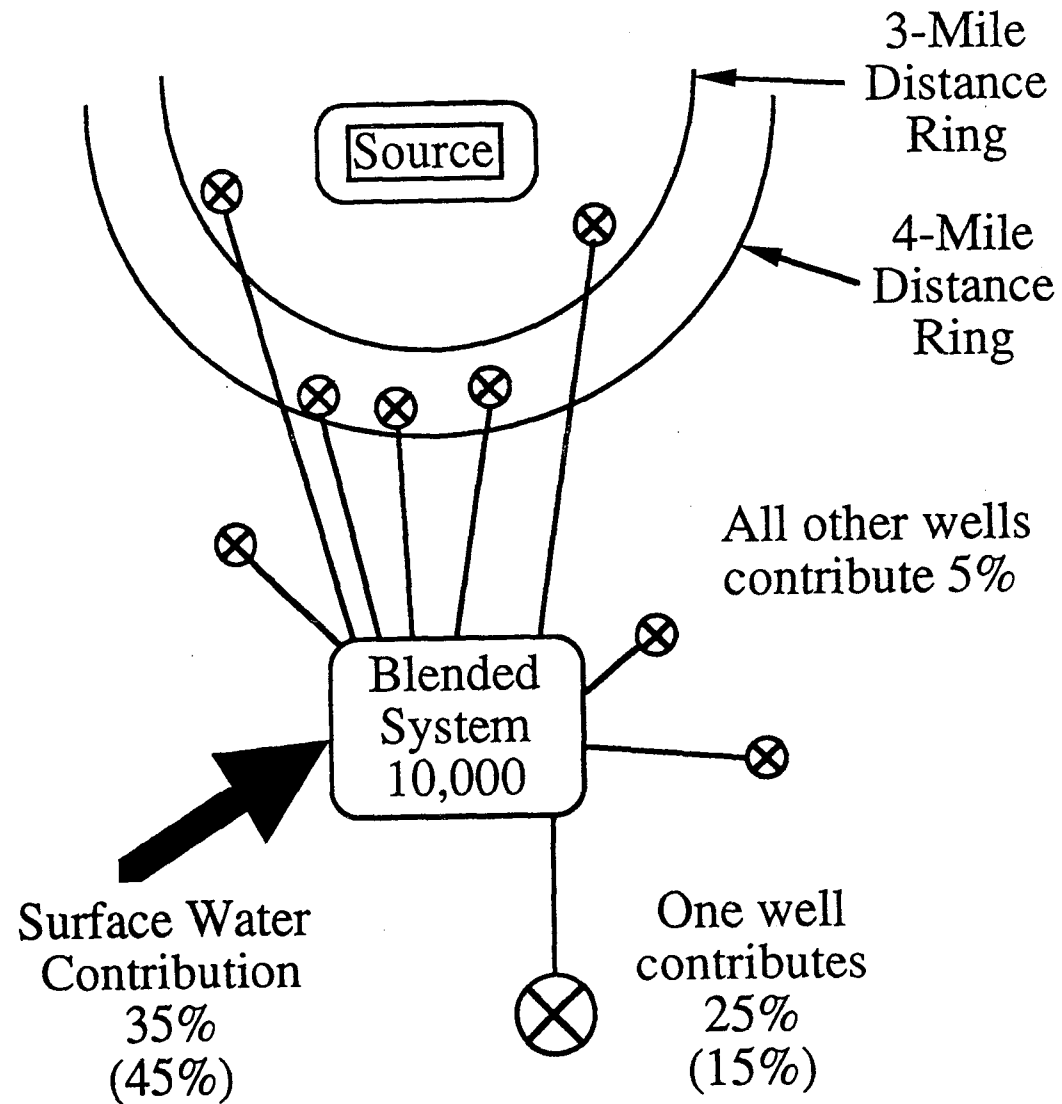 3-Mile
Distance
Ring
Source
4-Mile
Distance
Ring
All other wells
contribute 5%
Blended
System
10,000
Surface Water
Contribution
35%
(45%)
One well
contributes
25%
(15%)